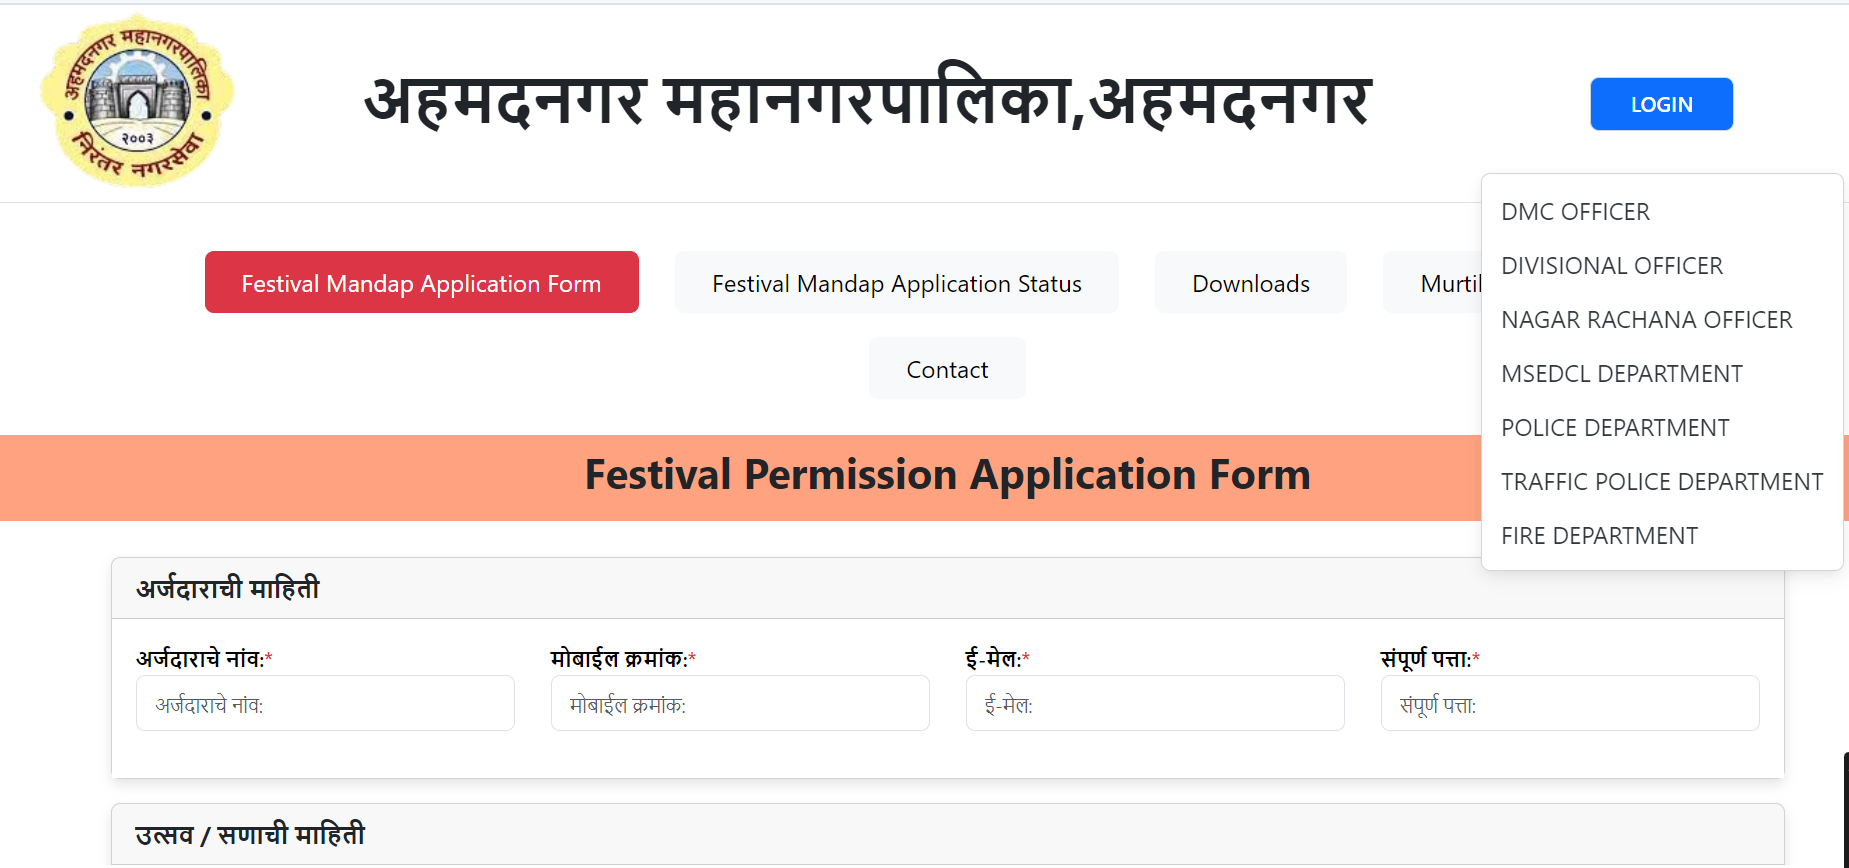 अहमदनगर महानगरपालिका
२००३
निरंतर नगरसेवा
अहमदनगर महानगरपालिका,अहमदनगर
LOGIN
DMC OFFICER
DIVISIONAL OFFICER
NAGAR RACHANA OFFICER
MSEDCL DEPARTMENT
POLICE DEPARTMENT
TRAFFIC POLICE DEPARTMENT
FIRE DEPARTMENT
Festival Mandap Application Form
Festival Mandap Application Status
Downloads
Contact
Festival Permission Application Form
अर्जदाराची माहिती
अर्जदाराचे नांव:* मोबाईल क्रमांक:* ई-मेल:* संपूर्ण पत्ता:*
अर्जदाराचे नांव: मोबाईल क्रमांक: ई-मेल: संपूर्ण पत्ता:
उत्सव / सणाची माहिती